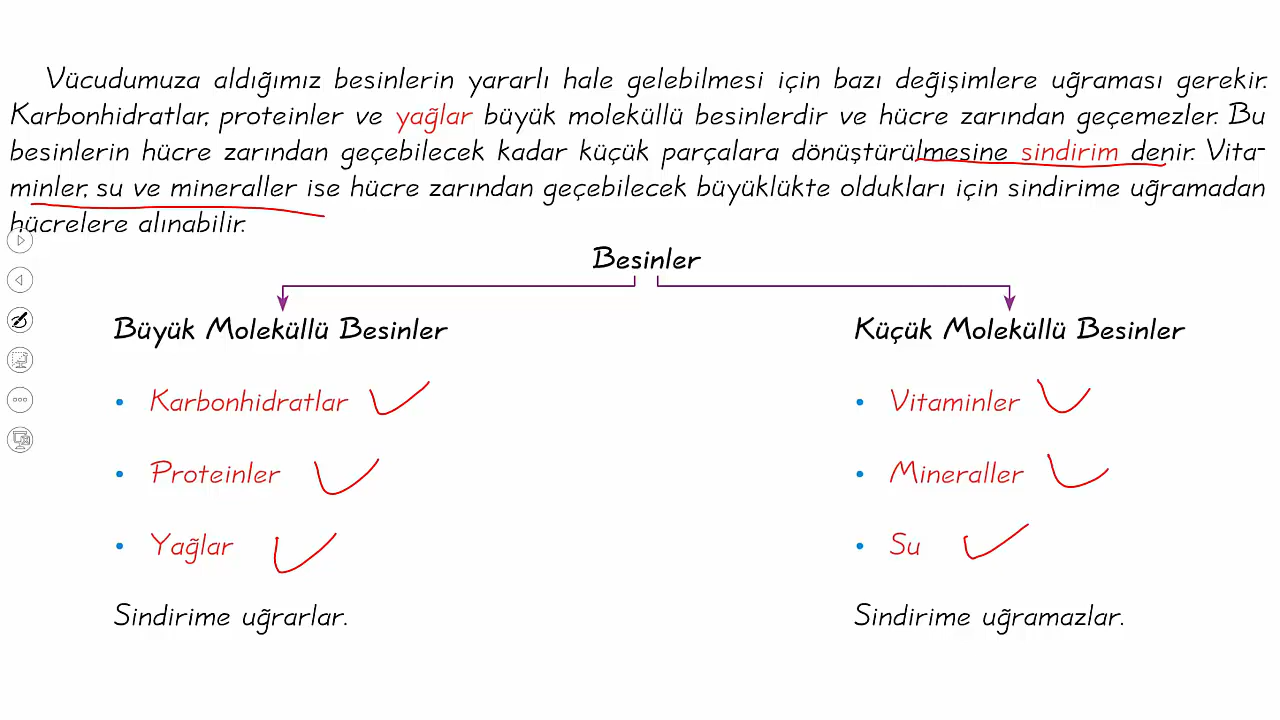 Vücudumuza aldığımız besinlerin yararlı hale gelebilmesi için bazı değişimlere uğraması gerekir.
Karbonhidratlar, proteinler ve yağlar büyük moleküllü besinlerdir ve hücre zarından geçemezler. Bu
besinlerin hücre zarından geçebilecek kadar küçük parçalara dönüştürülmesine sindirim denir. Vita-
minler, su ve mineraller ise hücre zarından geçebilecek büyüklükte oldukları için sindirime uğramadan
hücrelere alınabilir.
Besinler
Büyük Moleküllü Besinler
• Karbonhidratlar
• Proteinler
• Yağlar
Sindirime uğrarlar.
Küçük Moleküllü Besinler
• Vitaminler
• Mineraller
• Su
Sindirime uğramazlar.